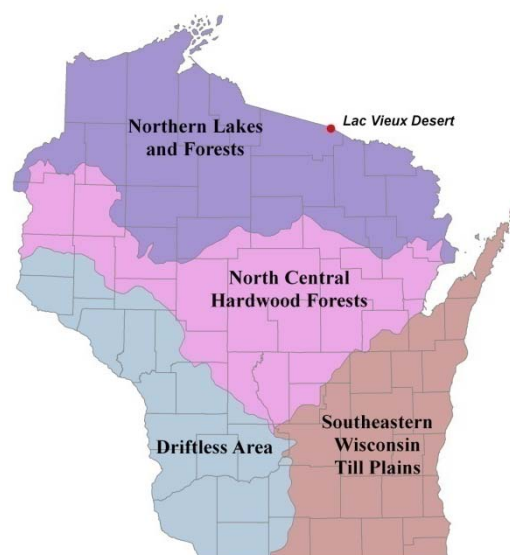 Lac Vieux Desert
Northern Lakes
and Forests
North Central
Hardwood Forests
Driftless Area
Southeastern
Wisconsin
Till Plains